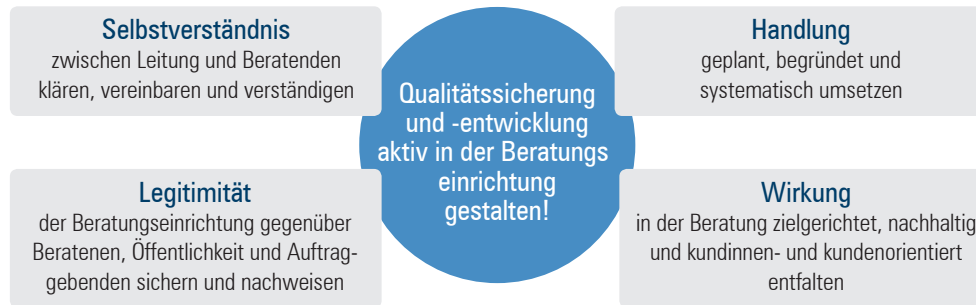 Selbstverständnis
zwischen Leitung und Beratenden
klären, vereinbaren und verständigen
Handlung
geplant, begründet und
systematisch umsetzen
Qualitätssicherung
und -entwicklung
aktiv in der Beratungs
einrichtung
gestalten!
Legitimität
der Beratungseinrichtung gegenüber
Beratenen, Öffentlichkeit und Auftrag-
gebenden sichern und nachweisen
Wirkung
in der Beratung zielgerichtet, nachhaltig
und kundinnen- und kundenorientiert
entfalten